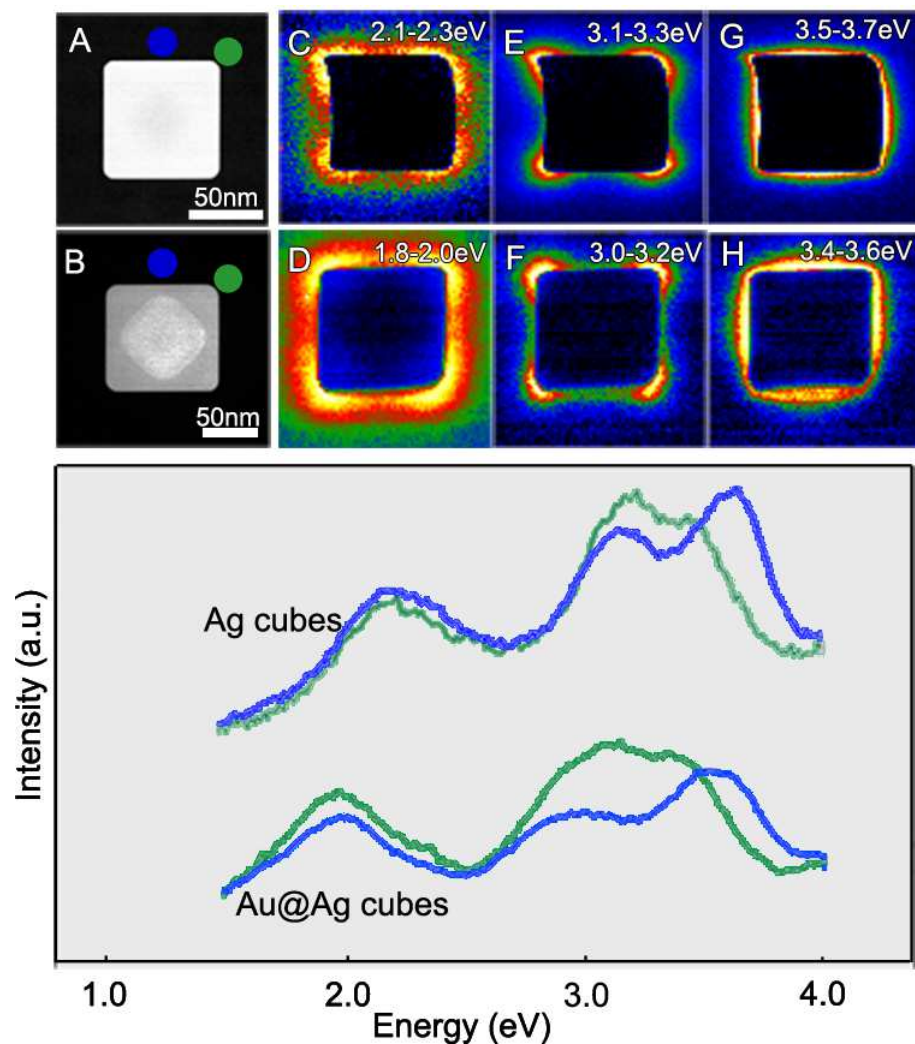 A
50nm
C
2.1-2.3eV
E
3.1-3.3eV
G
3.5-3.7eV
B
50nm
D
1.8-2.0eV
F
3.0-3.2eV
H
3.4-3.6eV
Intensity (a.u.)
Ag cubes
Au@Ag cubes
1.0 2.0 3.0 4.0
Energy (eV)